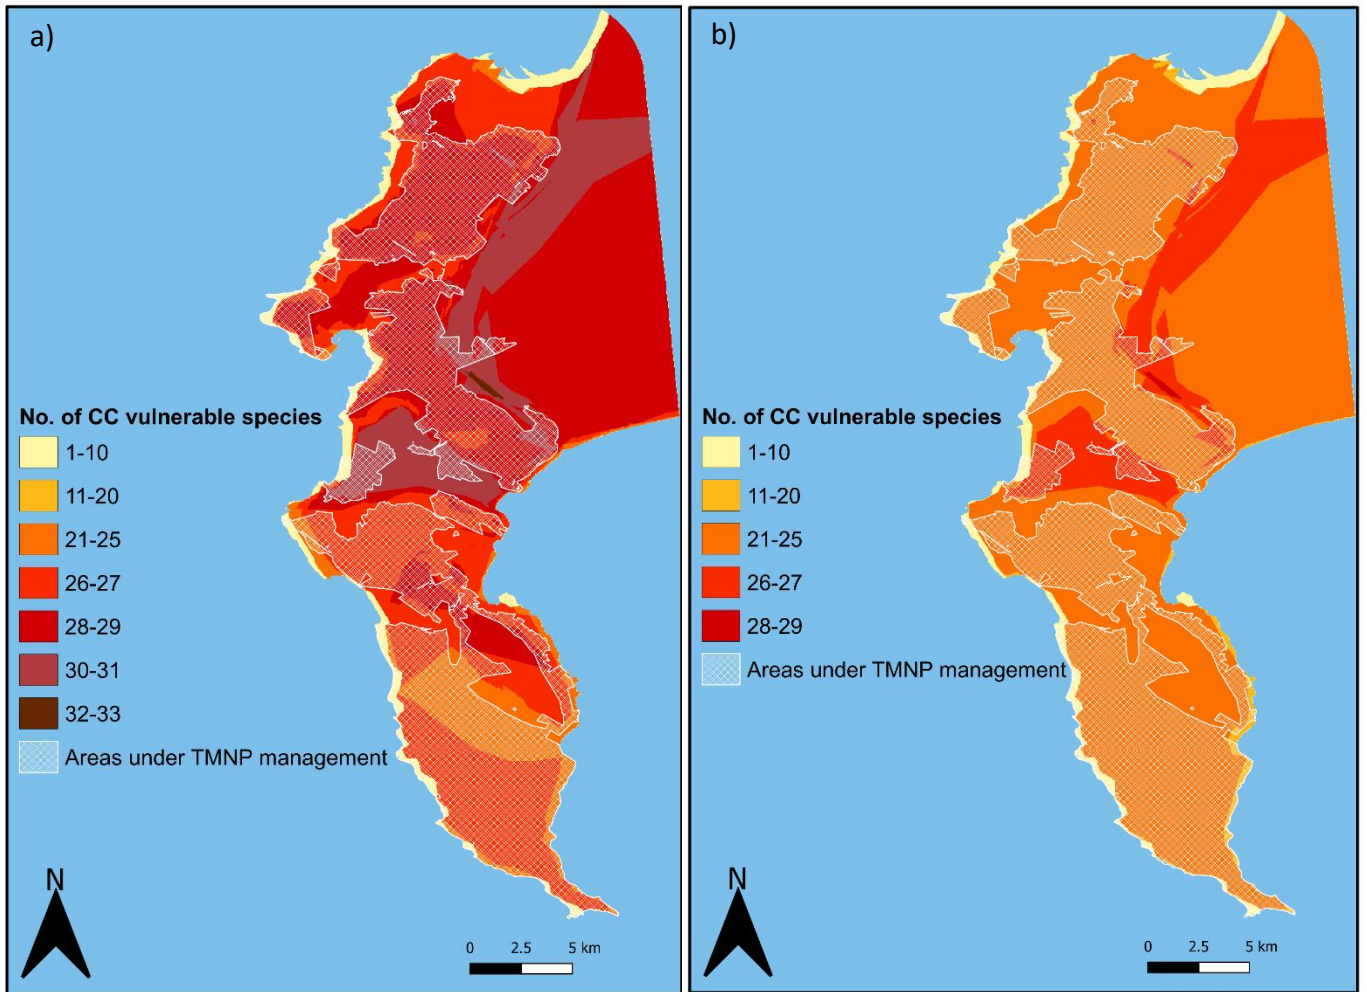 a)
No. of CC vulnerable species
1-10
11-20
21-25
26-27
28-29
30-31
32-33
Areas under TMNP management
N
0 2.5 5 km
b)
No. of CC vulnerable species
1-10
11-20
21-25
26-27
28-29
Areas under TMNP management
N
0 2.5 5 km